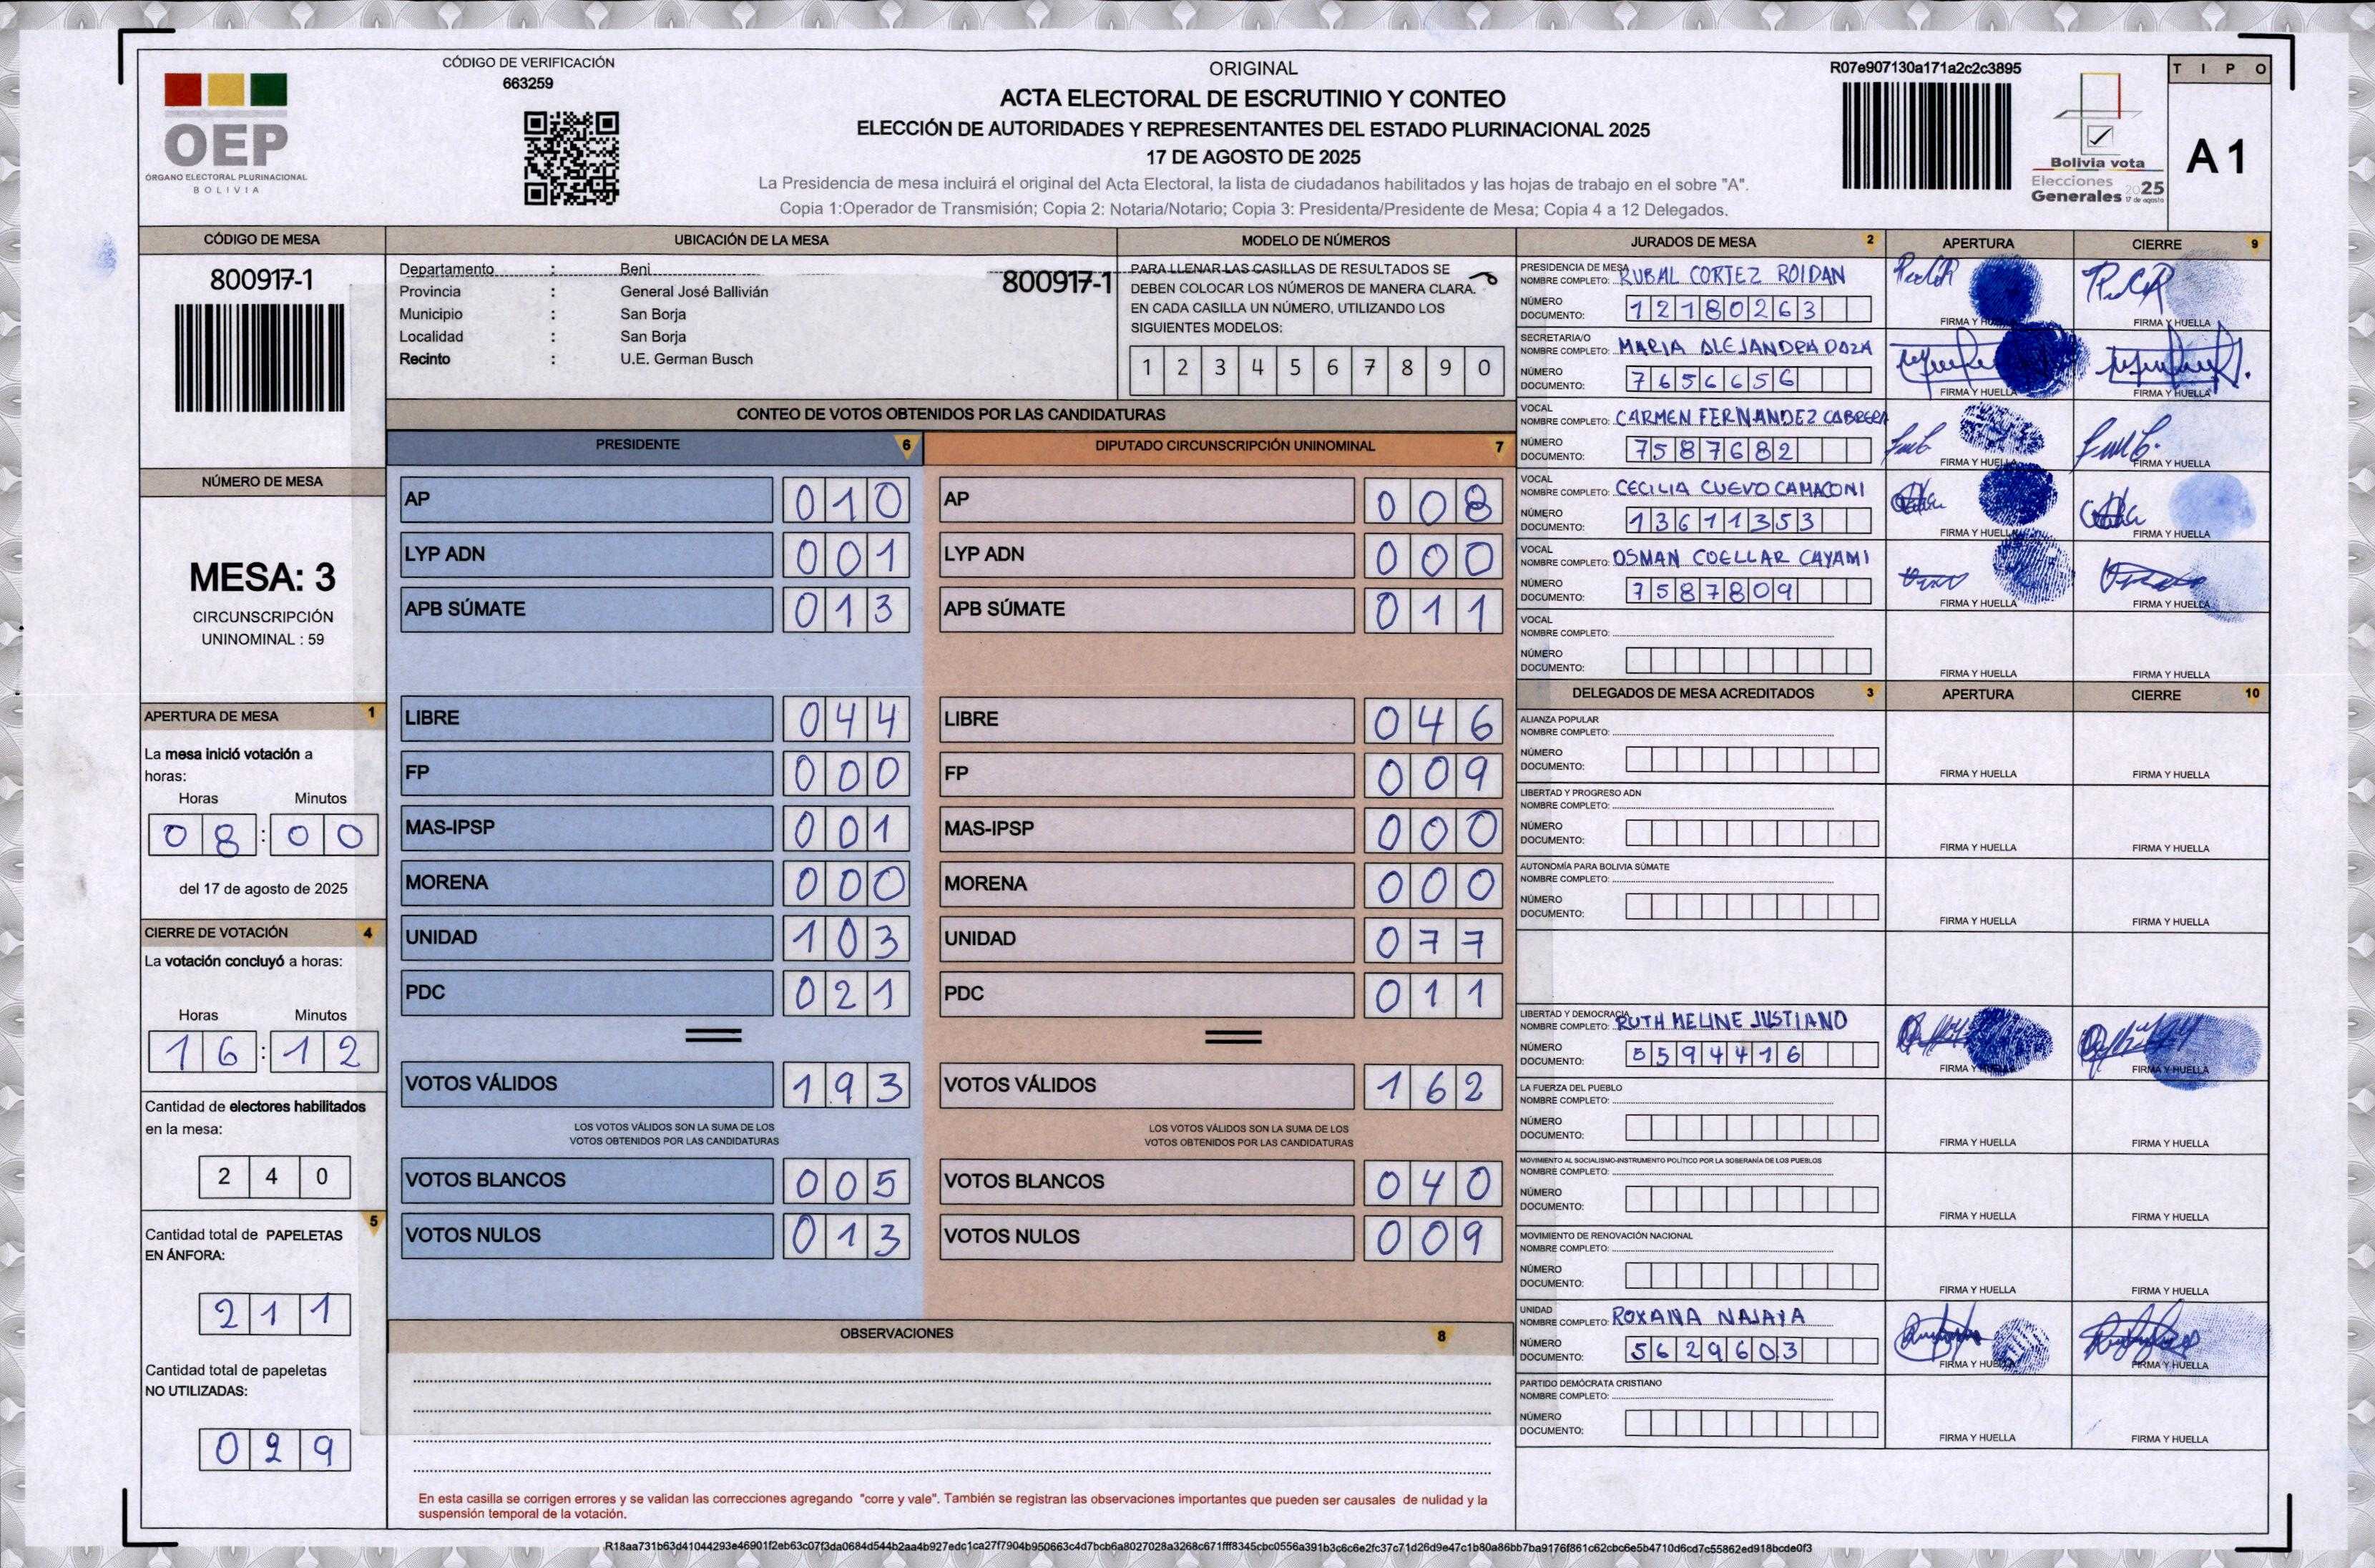 CÓDIGO DE VERIFICACIÓN
663259
OEP
ÓRGANO ELECTORAL PLURINACIONAL
BOLIVIA
ORIGINAL
ACTA ELECTORAL DE ESCRUTINIO Y CONTEO
ELECCIÓN DE AUTORIDADES Y REPRESENTANTES DEL ESTADO PLURINACIONAL 2025
17 DE AGOSTO DE 2025
La Presidencia de mesa incluirá el original del Acta Electoral, la lista de ciudadanos habilitados y las hojas de trabajo en el sobre "A".
Copia 1:Operador de Transmisión; Copia 2: Notaria/Notario; Copia 3: Presidenta/Presidente de Mesa; Copia 4 a 12 Delegados.
R07e907130a171a2c2c3895
Bolivia vota
Elecciones
Generales 2025
17 de agosto
TIPO
A 1
CÓDIGO DE MESA
800917-1
NÚMERO DE MESA
MESA: 3
CIRCUNSCRIPCIÓN
UNINOMINAL : 59
APERTURA DE MESA 1
La mesa inició votación a
horas:
Horas Minutos
08:00
del 17 de agosto de 2025
CIERRE DE VOTACIÓN 4
La votación concluyó a horas:
Horas Minutos
16:12
Cantidad de electores habilitados
en la mesa:
240
5
Cantidad total de PAPELETAS
EN ÁNFORA:
211
Cantidad total de papeletas
NO UTILIZADAS:
029
UBICACIÓN DE LA MESA
Departamento : Beni
Provincia : General José Ballivián
Municipio : San Borja
Localidad : San Borja
Recinto : U.E. German Busch
800917-1
MODELO DE NÚMEROS
PARA LLENAR LAS CASILLAS DE RESULTADOS SE
DEBEN COLOCAR LOS NÚMEROS DE MANERA CLARA.
EN CADA CASILLA UN NÚMERO, UTILIZANDO LOS
SIGUIENTES MODELOS:
1 2 3 4 5 6 7 8 9 0
CONTEO DE VOTOS OBTENIDOS POR LAS CANDIDATURAS
PRESIDENTE 6 DIPUTADO CIRCUNSCRIPCIÓN UNINOMINAL 7
AP 010 AP 008
LYP ADN 001 LYP ADN 000
APB SÚMATE 013 APB SÚMATE 011
LIBRE 044 LIBRE 046
FP 000 FP 009
MAS-IPSP 001 MAS-IPSP 000
MORENA 000 MORENA 000
UNIDAD 103 UNIDAD 077
PDC 021 PDC 011
VOTOS VÁLIDOS 193 VOTOS VÁLIDOS 162
LOS VOTOS VÁLIDOS SON LA SUMA DE LOS LOS VOTOS VÁLIDOS SON LA SUMA DE LOS
VOTOS OBTENIDOS POR LAS CANDIDATURAS VOTOS OBTENIDOS POR LAS CANDIDATURAS
VOTOS BLANCOS 005 VOTOS BLANCOS 040
VOTOS NULOS 013 VOTOS NULOS 009
OBSERVACIONES 8
En esta casilla se corrigen errores y se validan las correcciones agregando "corre y vale". También se registran las observaciones importantes que pueden ser causales de nulidad y la
suspensión temporal de la votación.
JURADOS DE MESA 2 APERTURA CIERRE 9
PRESIDENCIA DE MESA
NOMBRE COMPLETO: RUBAL CORTEZ ROIDAN
NÚMERO
DOCUMENTO: 12180263
FIRMA Y HUELLA FIRMA Y HUELLA
SECRETARIA/O
NOMBRE COMPLETO: MARIA ALEJANDRA DAZA
NÚMERO
DOCUMENTO: 7656656
FIRMA Y HUELLA FIRMA Y HUELLA
VOCAL
NOMBRE COMPLETO: CARMEN FERNANDEZ CABRERA
NÚMERO
DOCUMENTO: 7587682
FIRMA Y HUELLA FIRMA Y HUELLA
VOCAL
NOMBRE COMPLETO: CECILIA CUEVO CAMACONI
NÚMERO
DOCUMENTO: 13611353
FIRMA Y HUELLA FIRMA Y HUELLA
VOCAL
NOMBRE COMPLETO: OSMAN COELLAR CAYAMI
NÚMERO
DOCUMENTO: 7587809
FIRMA Y HUELLA FIRMA Y HUELLA
VOCAL
NOMBRE COMPLETO:
NÚMERO
DOCUMENTO:
FIRMA Y HUELLA FIRMA Y HUELLA
DELEGADOS DE MESA ACREDITADOS 3 APERTURA CIERRE 10
ALIANZA POPULAR
NOMBRE COMPLETO:
NÚMERO
DOCUMENTO:
FIRMA Y HUELLA FIRMA Y HUELLA
LIBERTAD Y PROGRESO ADN
NOMBRE COMPLETO:
NÚMERO
DOCUMENTO:
FIRMA Y HUELLA FIRMA Y HUELLA
AUTONOMÍA PARA BOLIVIA SÚMATE
NOMBRE COMPLETO:
NÚMERO
DOCUMENTO:
FIRMA Y HUELLA FIRMA Y HUELLA
LIBERTAD Y DEMOCRACIA
NOMBRE COMPLETO: RUTH MELINE JUSTIANO
NÚMERO
DOCUMENTO: 5594416
FIRMA Y HUELLA FIRMA Y HUELLA
LA FUERZA DEL PUEBLO
NOMBRE COMPLETO:
NÚMERO
DOCUMENTO:
FIRMA Y HUELLA FIRMA Y HUELLA
MOVIMIENTO AL SOCIALISMO-INSTRUMENTO POLÍTICO POR LA SOBERANÍA DE LOS PUEBLOS
NOMBRE COMPLETO:
NÚMERO
DOCUMENTO:
FIRMA Y HUELLA FIRMA Y HUELLA
MOVIMIENTO DE RENOVACIÓN NACIONAL
NOMBRE COMPLETO:
NÚMERO
DOCUMENTO:
FIRMA Y HUELLA FIRMA Y HUELLA
UNIDAD
NOMBRE COMPLETO: ROXANA NAJAYA
NÚMERO
DOCUMENTO: 5629603
FIRMA Y HUELLA FIRMA Y HUELLA
PARTIDO DEMÓCRATA CRISTIANO
NOMBRE COMPLETO:
NÚMERO
DOCUMENTO:
FIRMA Y HUELLA FIRMA Y HUELLA